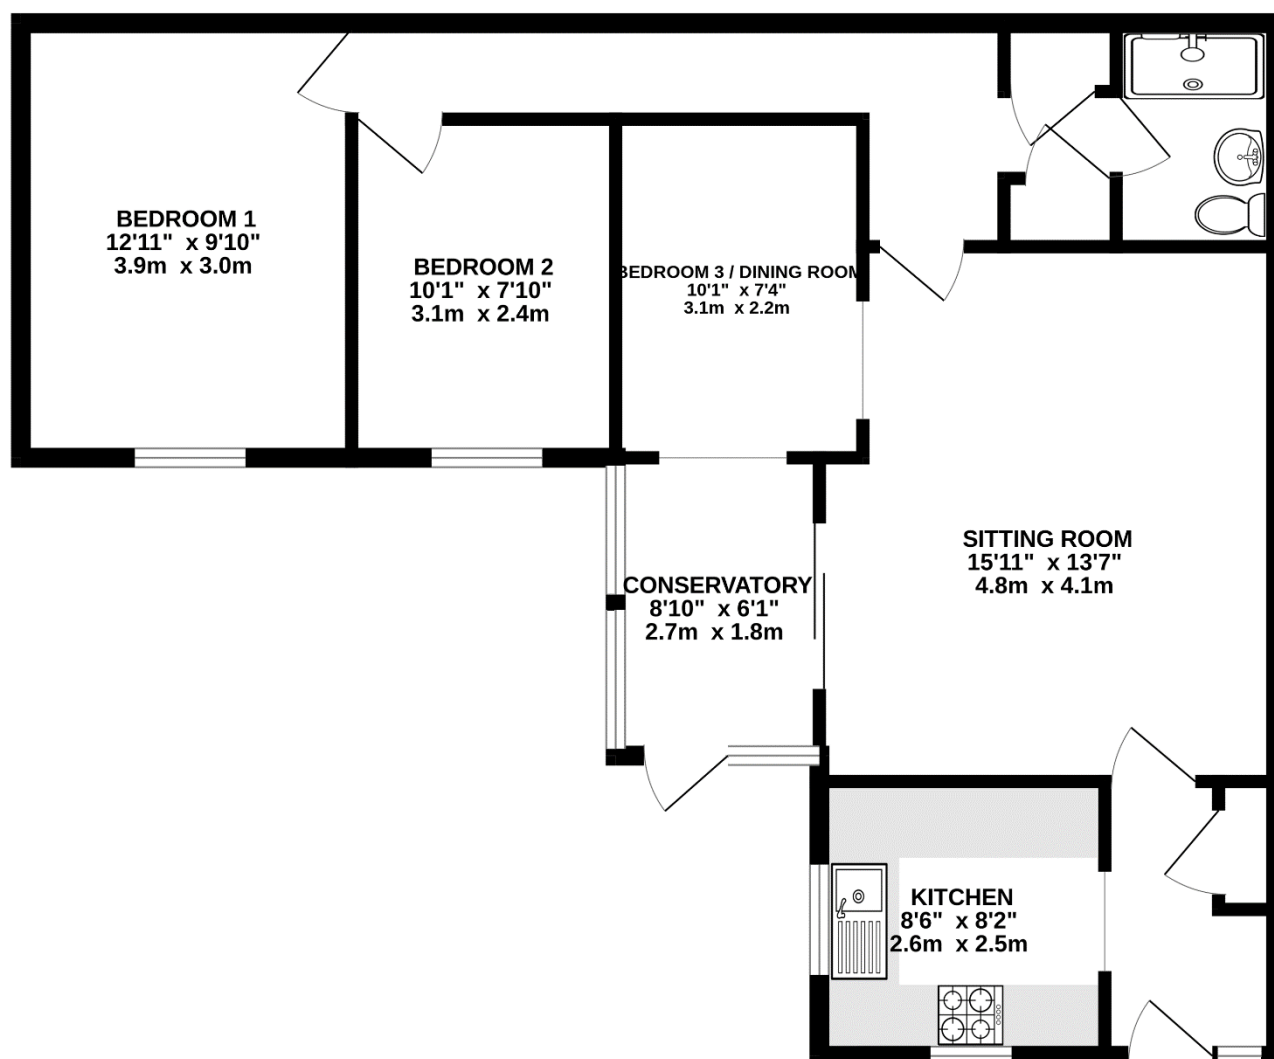 BEDROOM 1
12'11" x 9'10"
3.9m x 3.0m
BEDROOM 2
10'1" x 7'10"
3.1m x 2.4m
BEDROOM 3 / DINING ROOM
10'1" x 7'4"
3.1m x 2.2m
SITTING ROOM
15'11" x 13'7"
4.8m x 4.1m
CONSERVATORY
8'10" x 6'1"
2.7m x 1.8m
KITCHEN
8'6" x 8'2"
2.6m x 2.5m